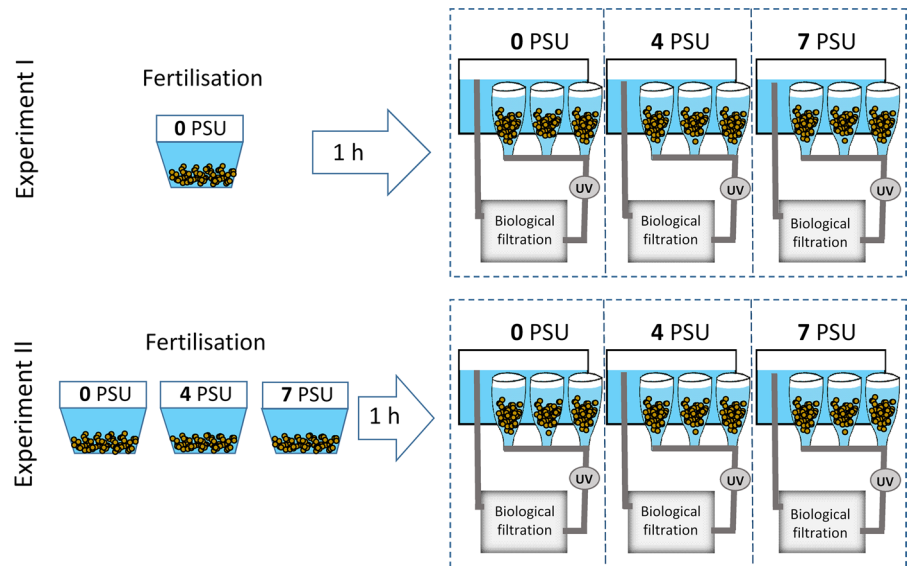 Experiment I
Fertilisation
0 PSU
1 h
0 PSU
4 PSU
7 PSU
UV
UV
UV
Biological
filtration
Biological
filtration
Biological
filtration
Experiment II
Fertilisation
0 PSU
4 PSU
7 PSU
1 h
0 PSU
4 PSU
7 PSU
UV
UV
UV
Biological
filtration
Biological
filtration
Biological
filtration